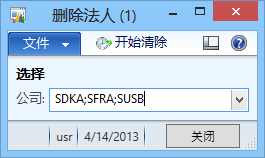 删除法人 (1)
文件 开始清除
选择
公司: SDKA;SFRA;SUSB
usr 4/14/2013 关闭